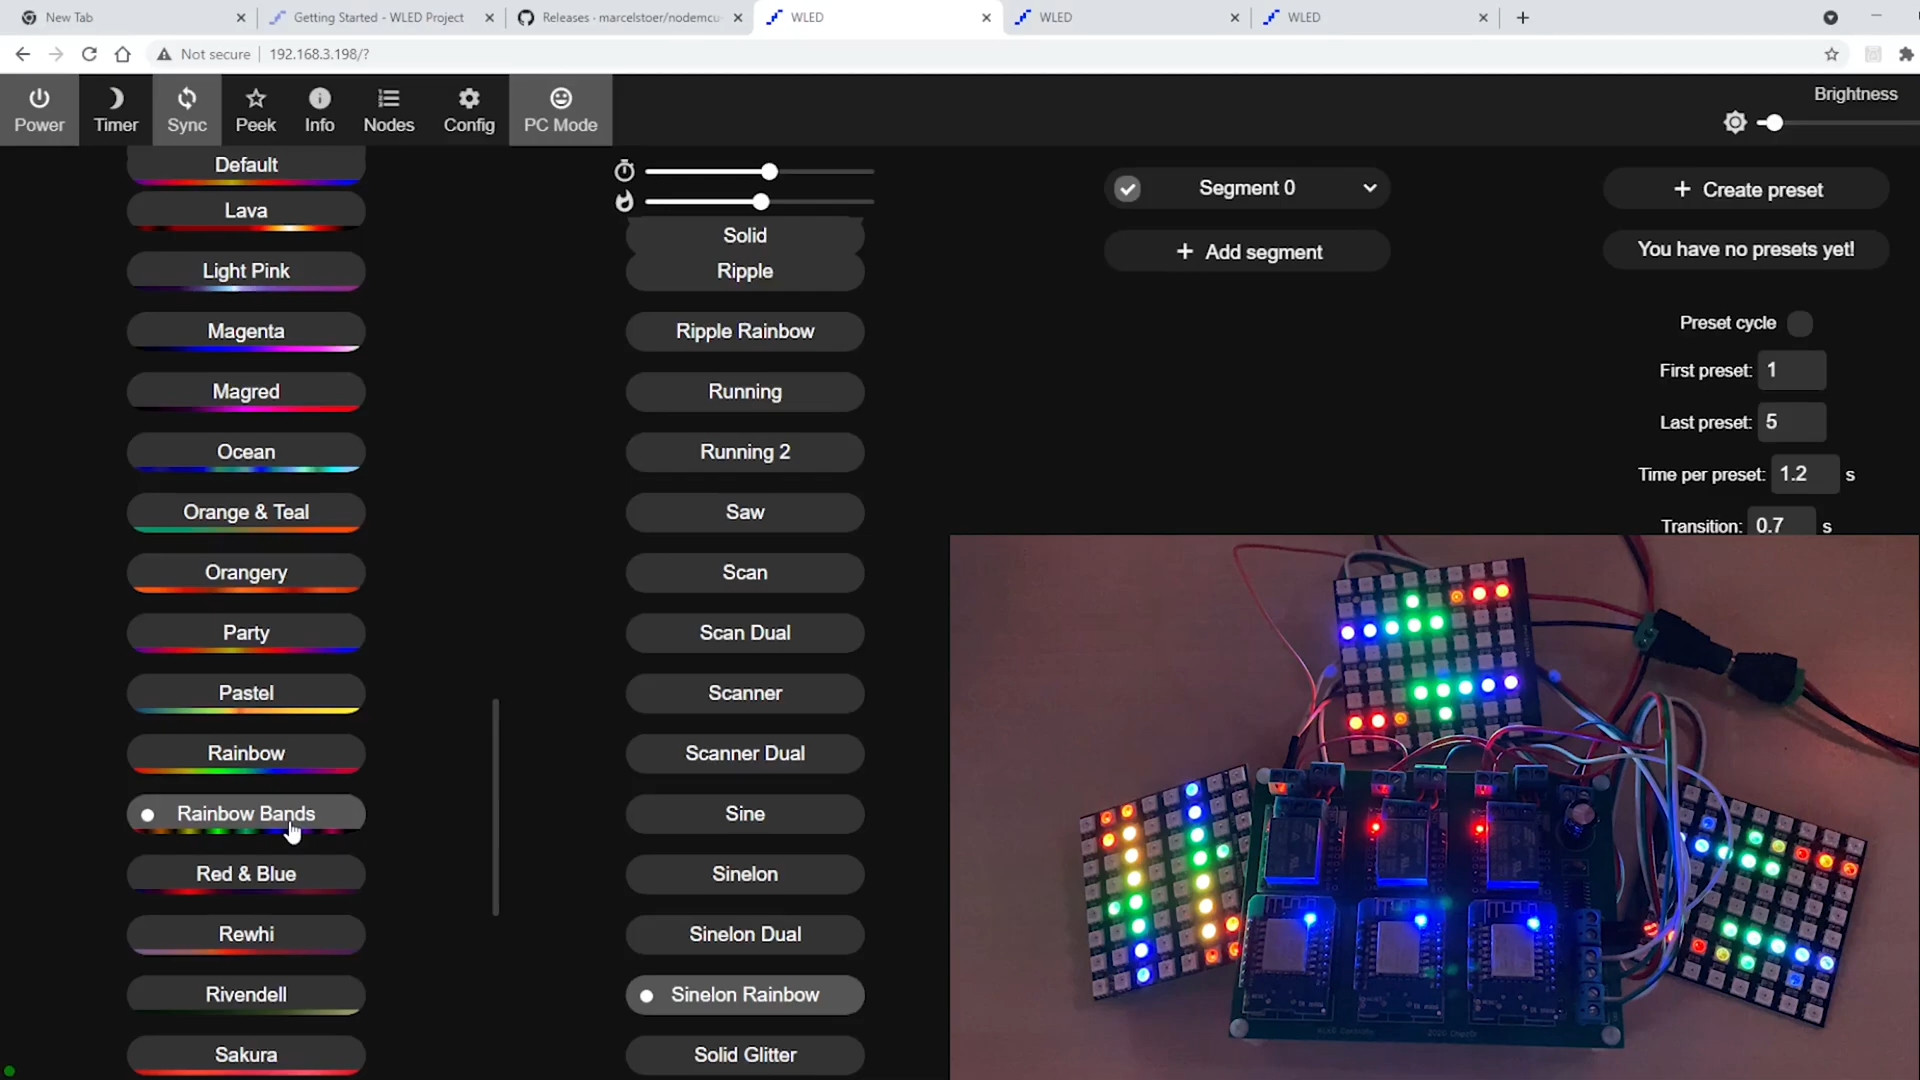 New Tab
Getting Started - WLED Project
Releases · marcelstoer/nodemcu-
WLED
WLED
WLED
Not secure
192.168.3.198/?
Power
Timer
Sync
Peek
Info
Nodes
Config
PC Mode
Brightness
Default
Lava
Light Pink
Magenta
Magred
Ocean
Orange & Teal
Orangery
Party
Pastel
Rainbow
Rainbow Bands
Red & Blue
Rewhi
Rivendell
Sakura
Solid
Ripple
Ripple Rainbow
Running
Running 2
Saw
Scan
Scan Dual
Scanner
Scanner Dual
Sine
Sinelon
Sinelon Dual
Sinelon Rainbow
Solid Glitter
Segment 0
+ Add segment
+ Create preset
You have no presets yet!
Preset cycle
First preset: 1
Last preset: 5
Time per preset: 1.2 s
Transition: 0.7 s